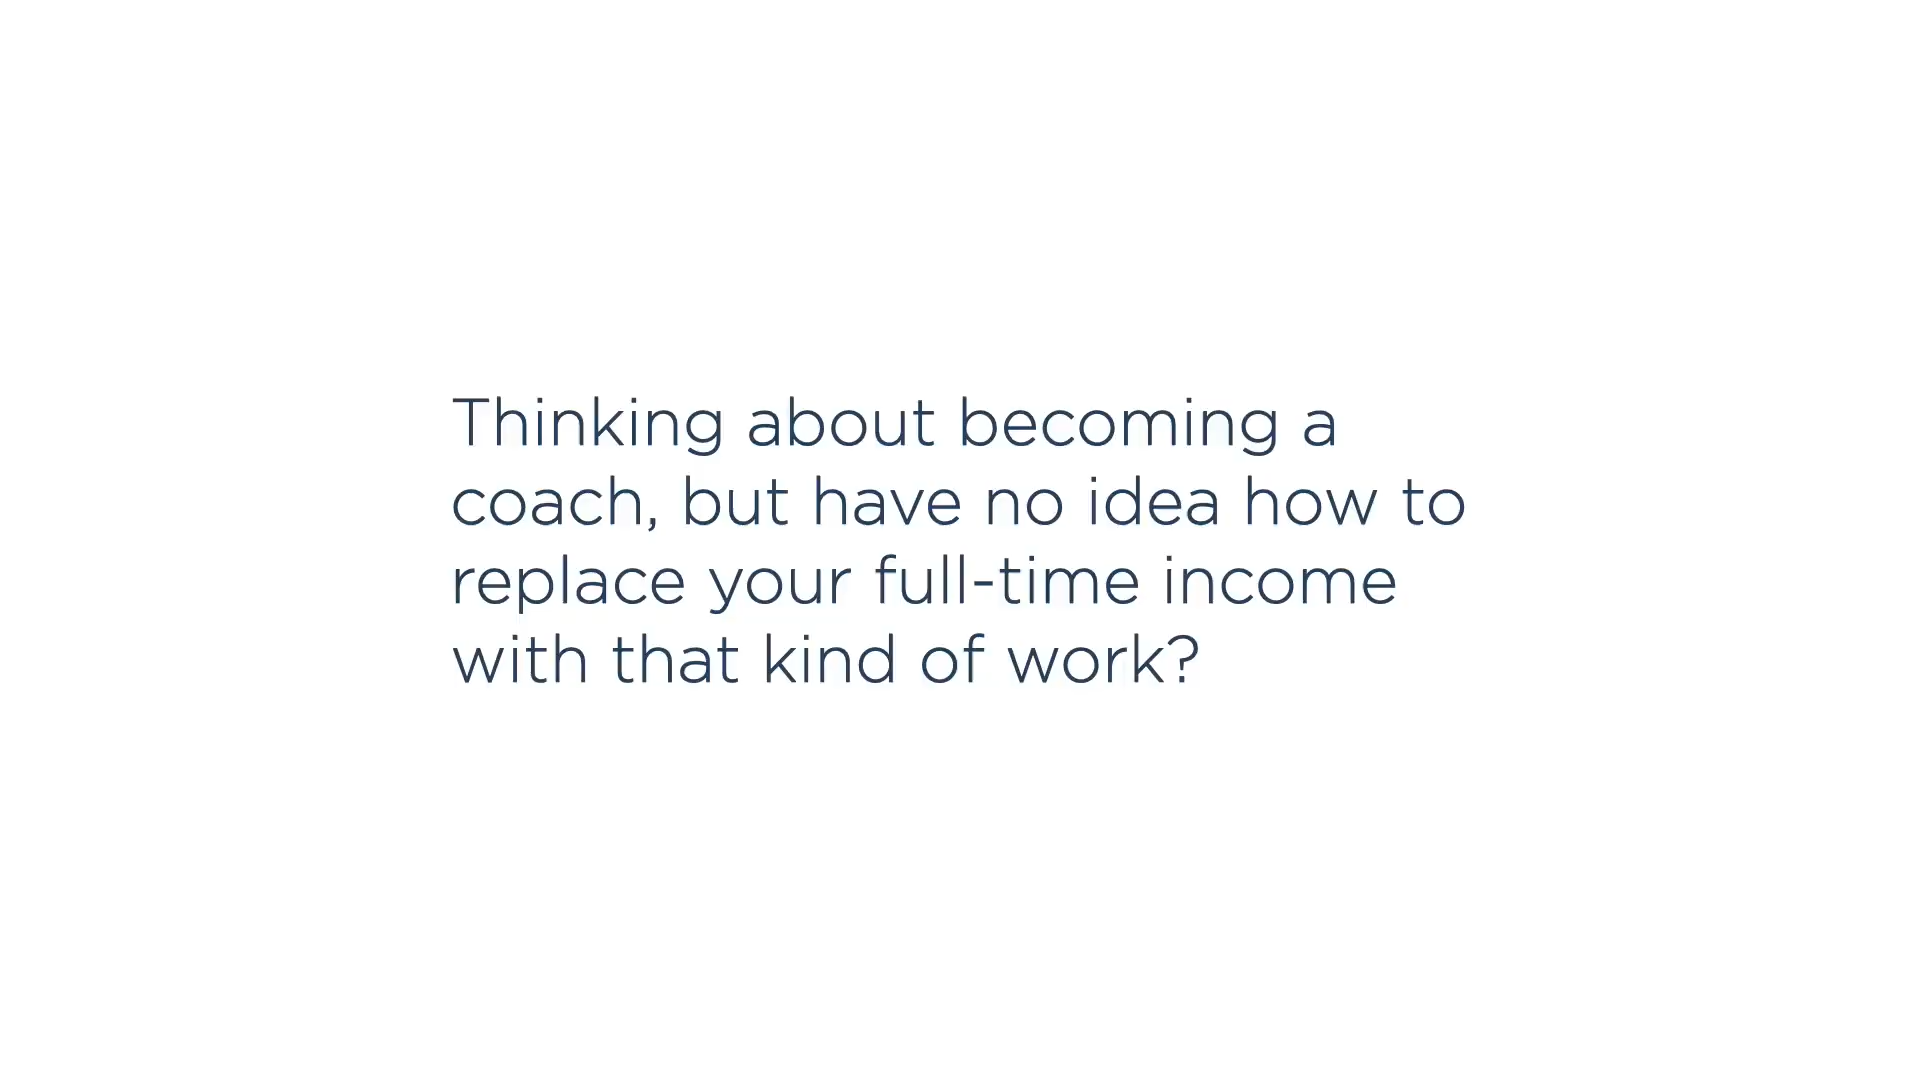 Thinking about becoming a
coach, but have no idea how to
replace your full-time income
with that kind of work?